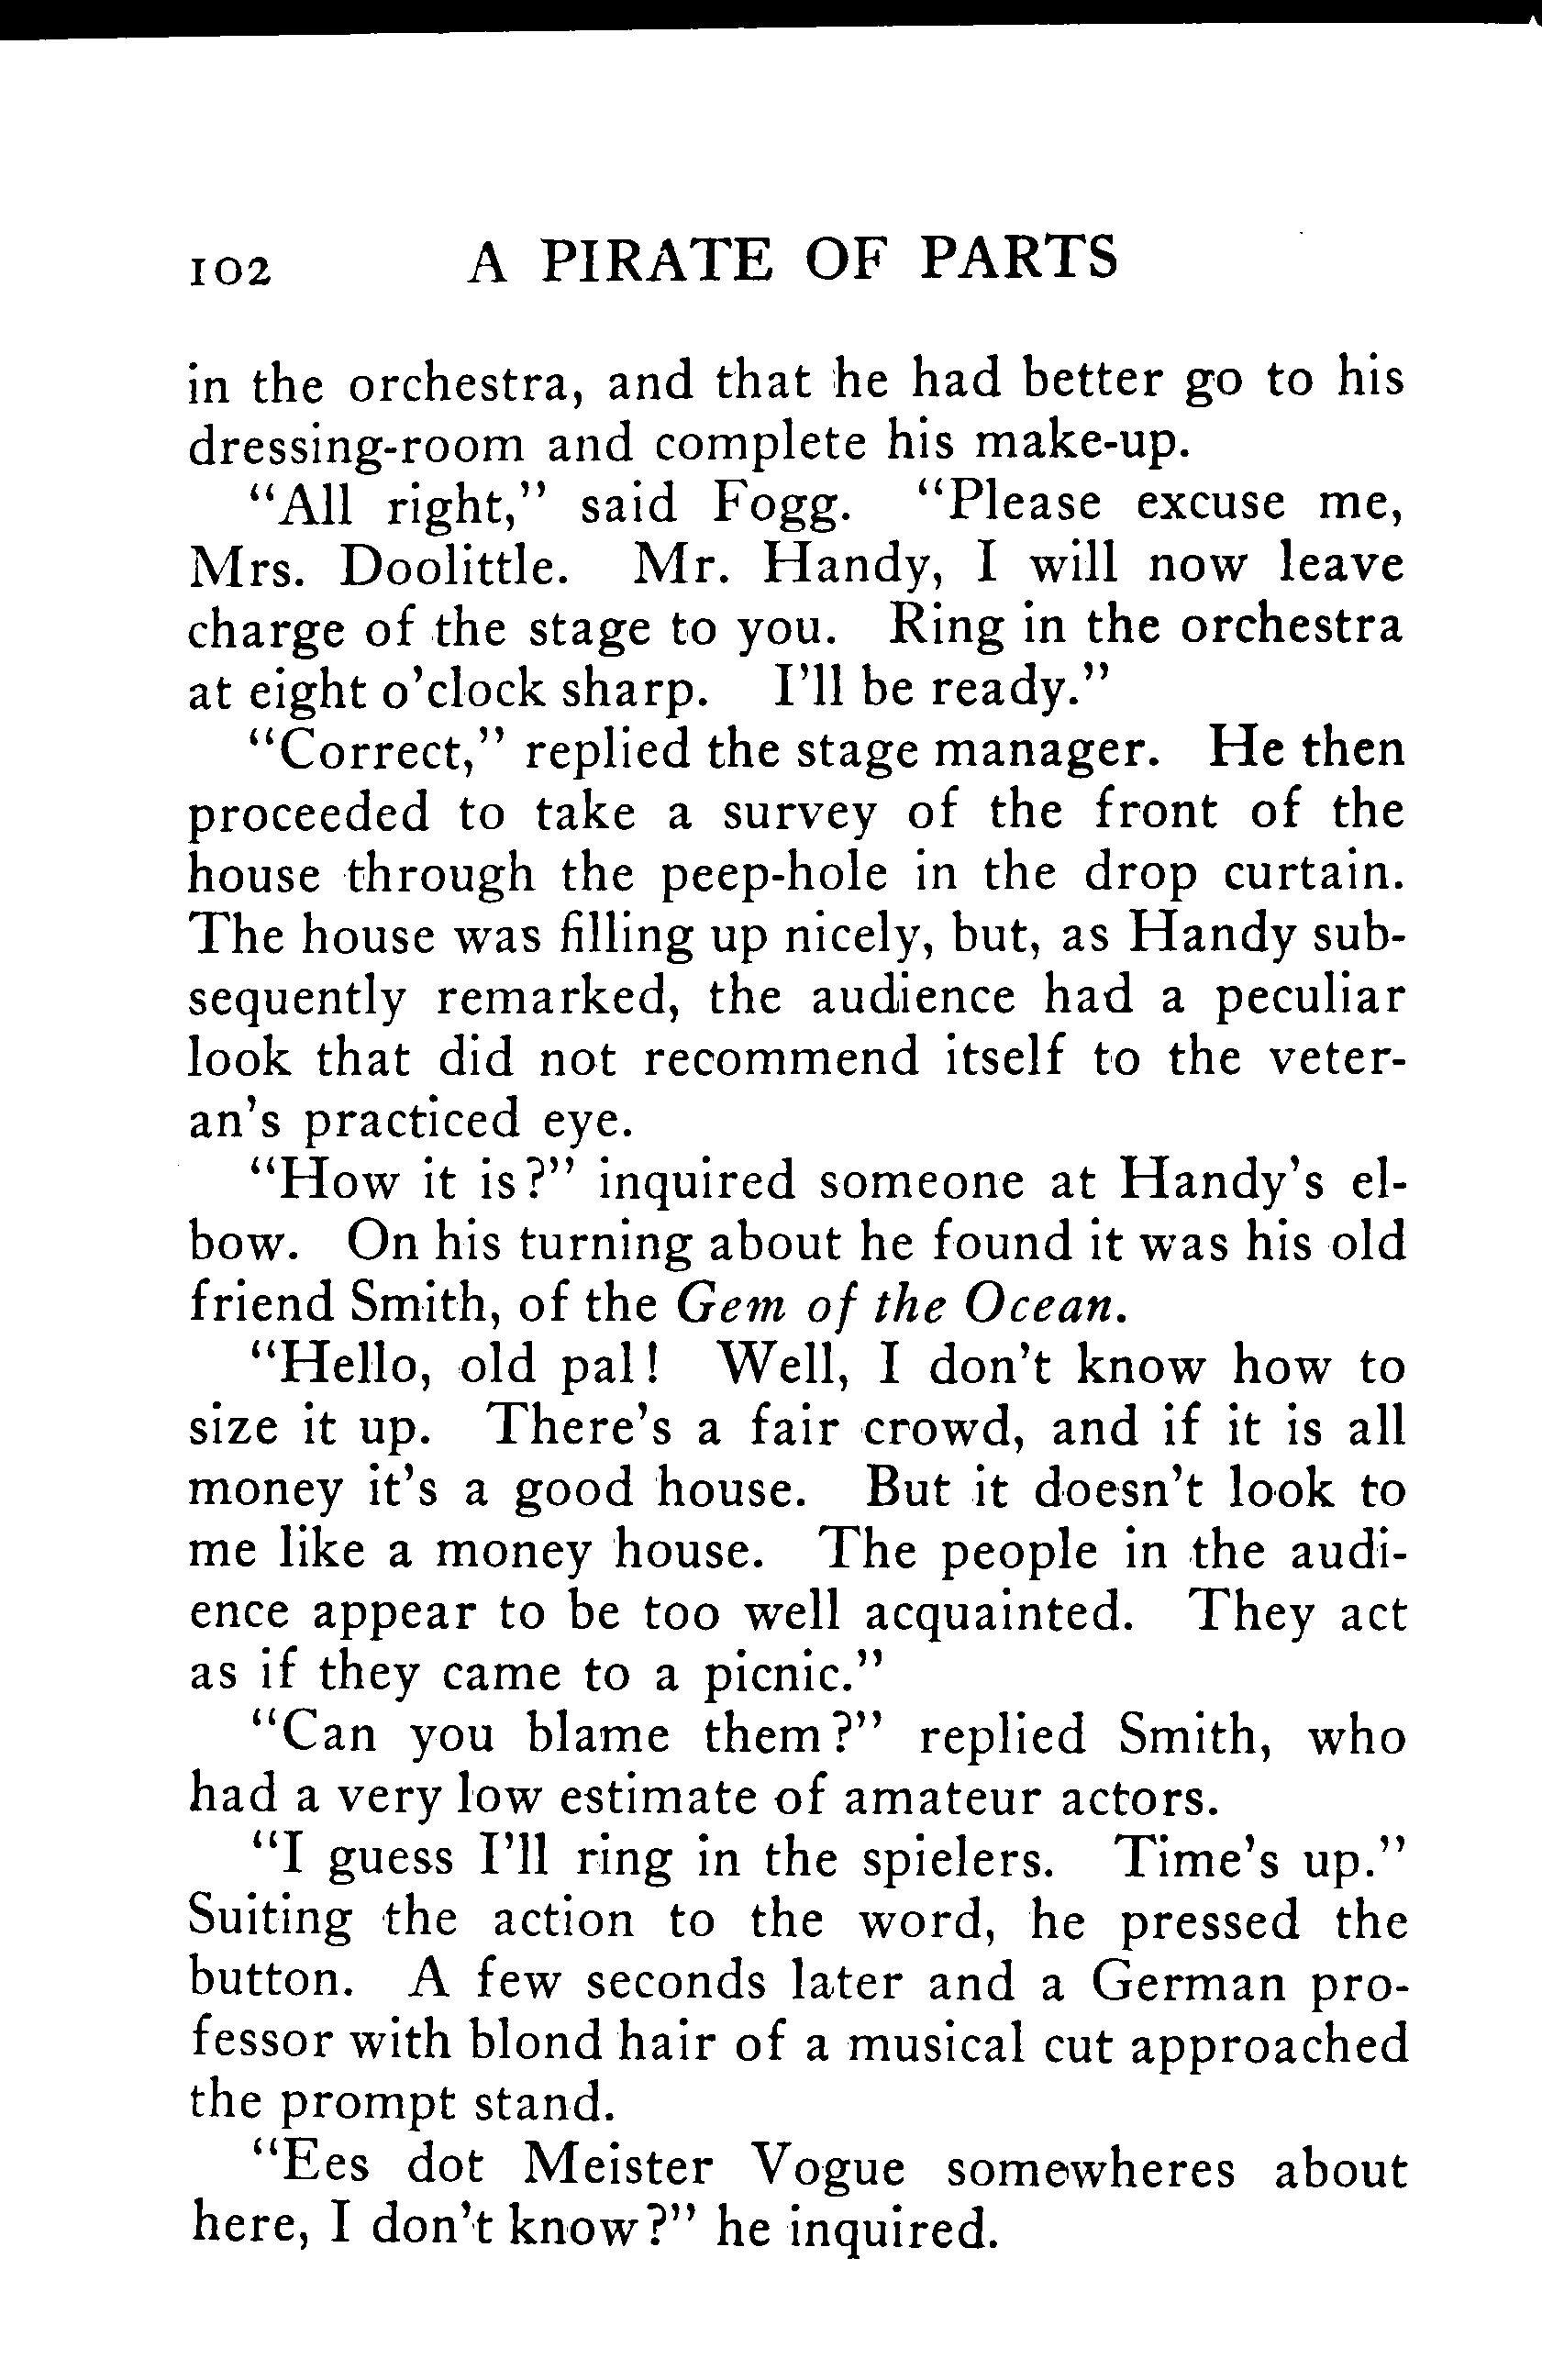 102 A PIRATE OF PARTS
in the orchestra, and that he had better go to his
dressing-room and complete his make-up.
"All right," said Fogg. "Please excuse me,
Mrs. Doolittle. Mr. Handy, I will now leave
charge of the stage to you. Ring in the orchestra
at eight o'clock sharp. I'll be ready."
"Correct," replied the stage manager. He then
proceeded to take a survey of the front of the
house through the peep-hole in the drop curtain.
The house was filling up nicely, but, as Handy sub-
sequently remarked, the audience had a peculiar
look that did not recommend itself to the veter-
an's practiced eye.
"How it is?" inquired someone at Handy's el-
bow. On his turning about he found it was his old
friend Smith, of the Gem of the Ocean.
"Hello, old pal! Well, I don't know how to
size it up. There's a fair crowd, and if it is all
money it's a good house. But it doesn't look to
me like a money house. The people in the audi-
ence appear to be too well acquainted. They act
as if they came to a picnic."
"Can you blame them?" replied Smith, who
had a very low estimate of amateur actors.
"I guess I'll ring in the spielers. Time's up."
Suiting the action to the word, he pressed the
button. A few seconds later and a German pro-
fessor with blond hair of a musical cut approached
the prompt stand.
"Ees dot Meister Vogue somewheres about
here, I don't know?" he inquired.